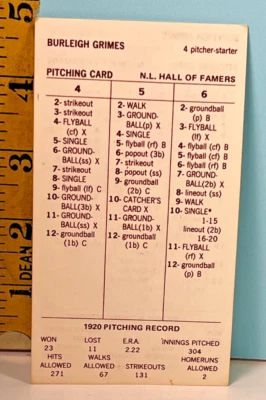 BURLEIGH GRIMES
4 pitcher-starter
PITCHING CARD
N.L. HALL OF FAMERS
4
2- strikeout
3- strikeout
4- FLYBALL
(cf) X
5- SINGLE
6- GROUND-
BALL(ss) X
7- strikeout
8- SINGLE
9- flyball (lf) C
10- GROUND-
BALL(3b) X
11- GROUND-
BALL(ss) X
12- groundball
(1b) C
5
2- WALK
3- GROUND-
BALL(p) X
4- SINGLE
5- flyball (rf) B
6- popout (3b)
7- strikeout
8- popout (ss)
9- groundball
(2b) C
10- CATCHER'S
CARD X
11- GROUND-
BALL(1b) X
12- groundball
(1b) C
6
2- groundball
(p) B
3- FLYBALL
(lf) X
4- flyball (cf) B
5- flyball (cf) B
6- flyball (rf) B
7- GROUND-
BALL(2b) X
8- lineout (ss)
9- WALK
10- SINGLE*
1-15
lineout (2b)
16-20
11- FLYBALL
(rf) X
12- groundball
(p) B
1920 PITCHING RECORD
WON LOST E.R.A. INNINGS PITCHED
23 11 2.22 304
HITS WALKS HOMERUNS
ALLOWED ALLOWED STRIKEOUTS ALLOWED
271 67 131 2
5
4
3
2
DEAN